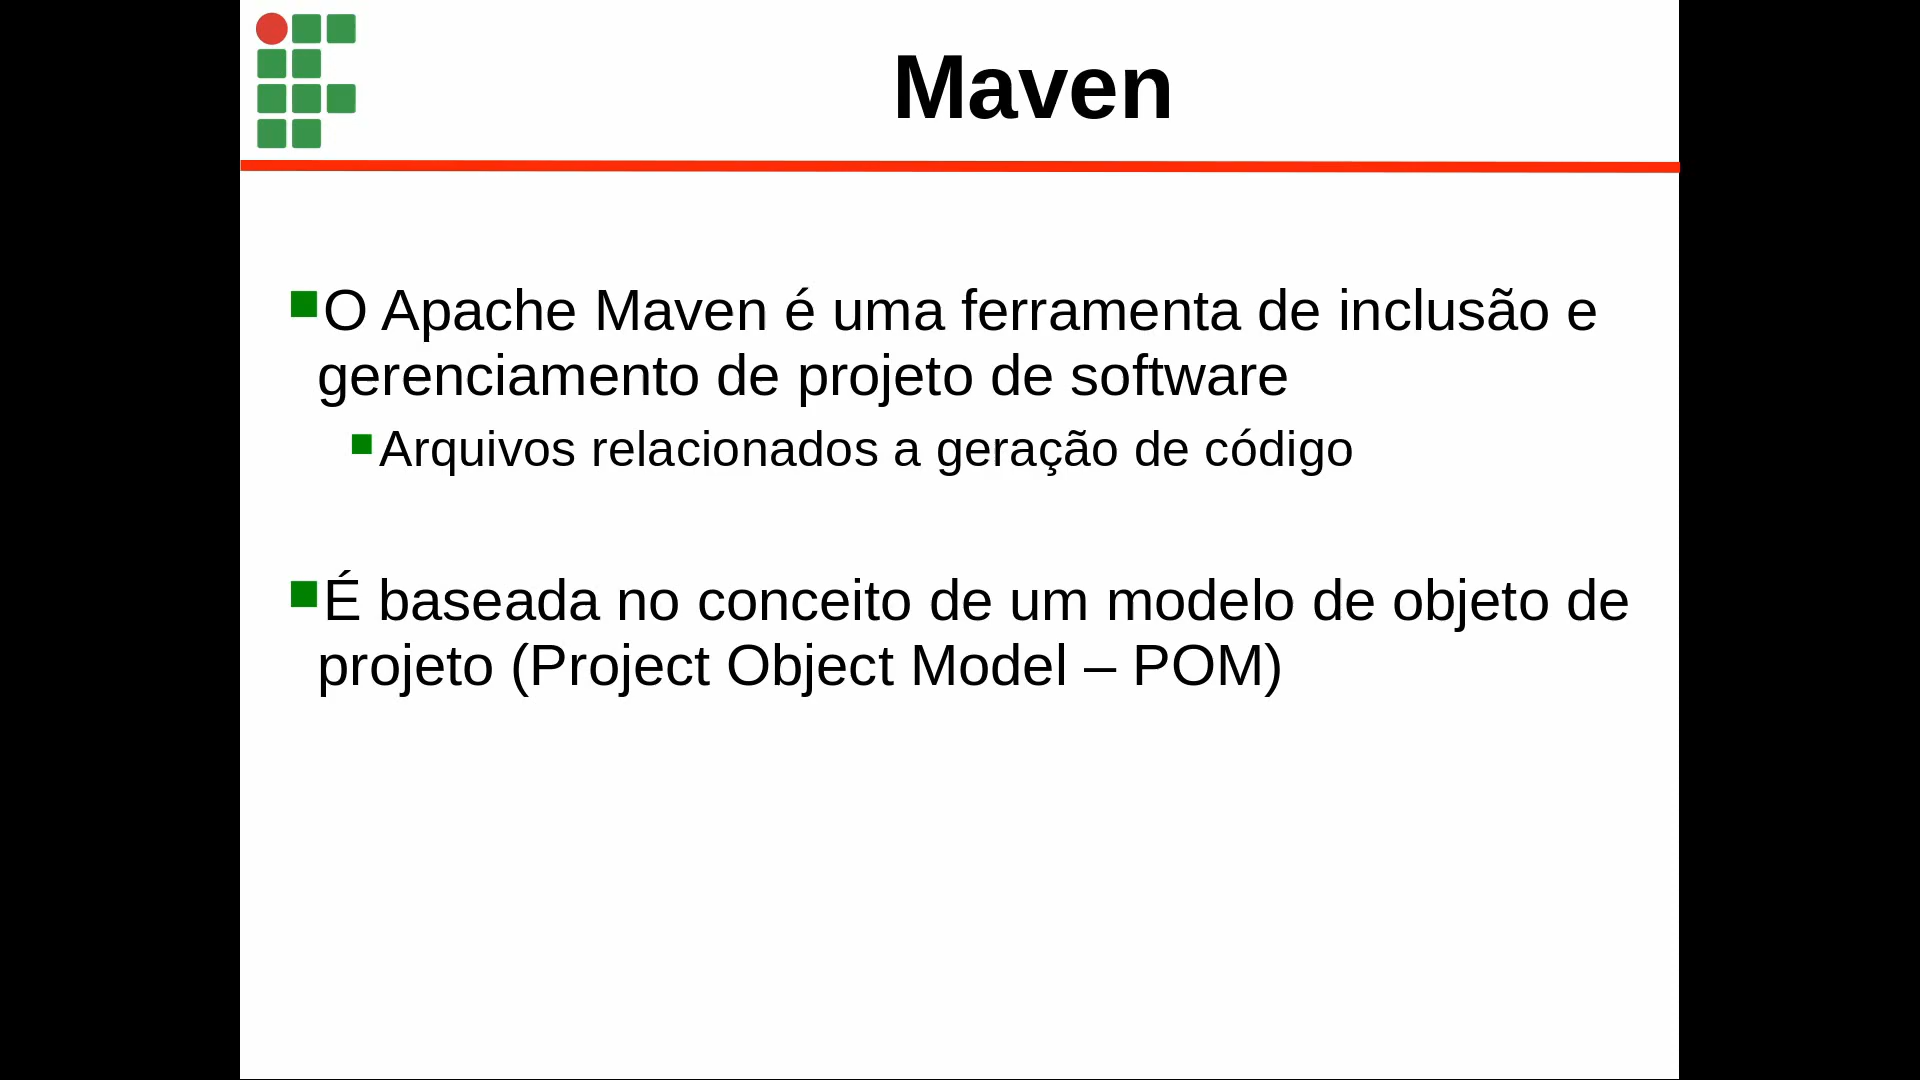 Maven
O Apache Maven é uma ferramenta de inclusão e
gerenciamento de projeto de software
Arquivos relacionados a geração de código
É baseada no conceito de um modelo de objeto de
projeto (Project Object Model – POM)